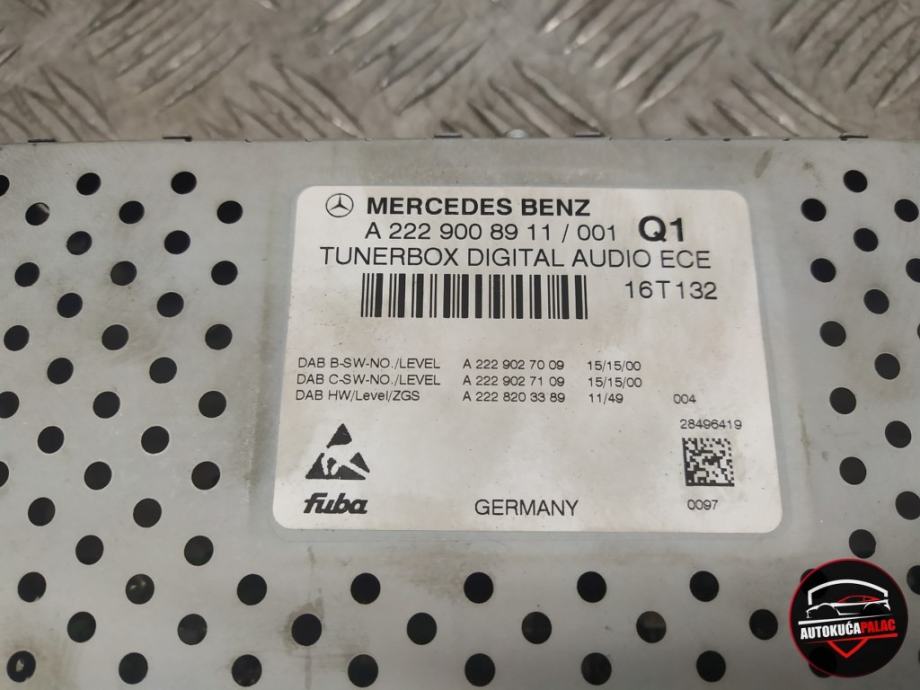 MERCEDES BENZ
A 222 900 89 11 / 001 Q1
TUNERBOX DIGITAL AUDIO ECE
16T132
DAB B-SW-NO./LEVEL A 222 902 70 09 15/15/00
DAB C-SW-NO./LEVEL A 222 902 71 09 15/15/00
DAB HW/Level/ZGS A 222 820 33 89 11/49 004
28496419
fuba
GERMANY
0097
AUTOKUĆAPALAC